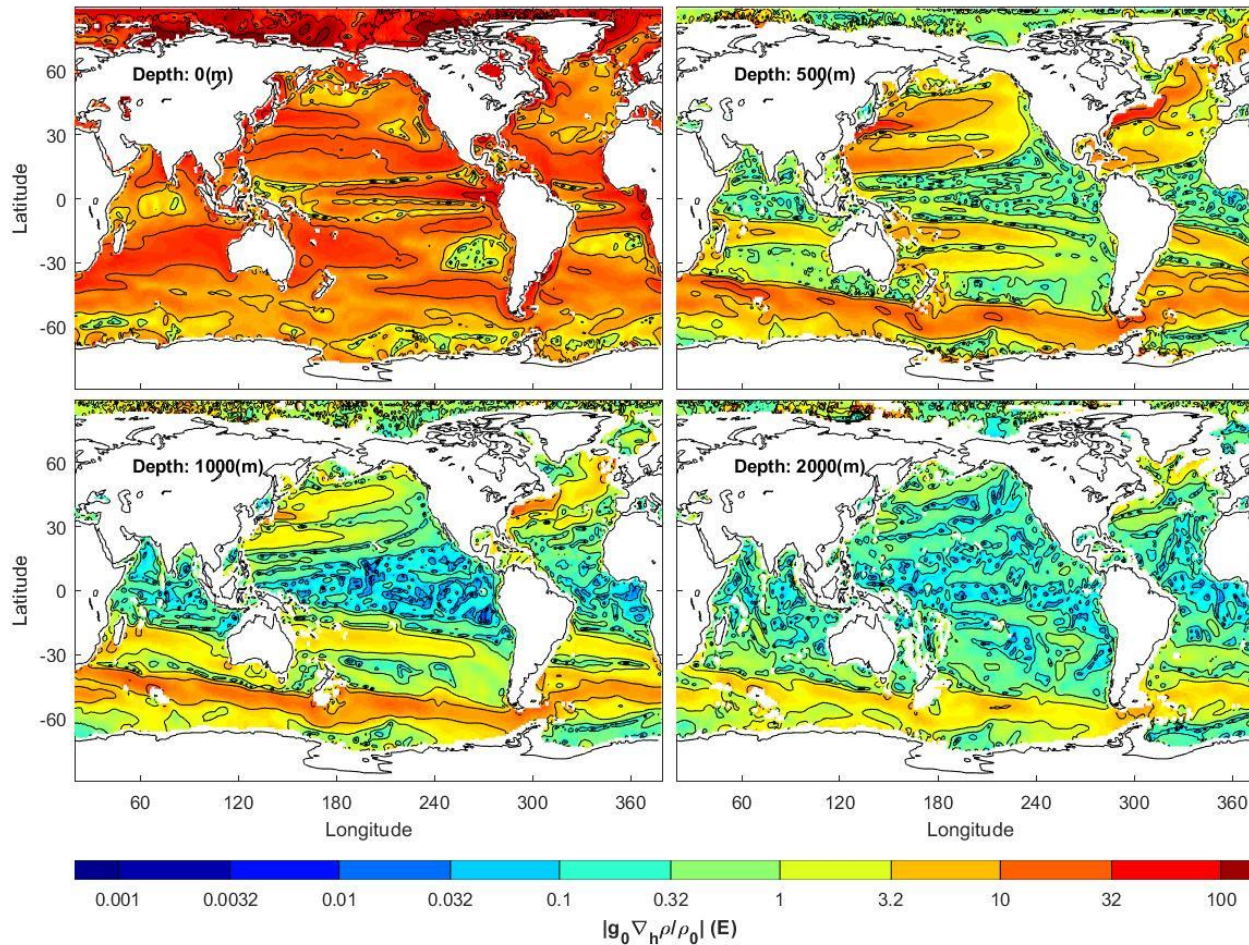 Depth: 0(m)
Depth: 500(m)
60
30
0
-30
-60
Latitude
Depth: 1000(m)
Depth: 2000(m)
60
30
0
-30
-60
Latitude
60 120 180 240 300 360
60 120 180 240 300 360
Longitude
Longitude
0.001 0.0032 0.01 0.032 0.1 0.32 1 3.2 10 32 100
|g₀∇ₕρ/ρ₀| (E)